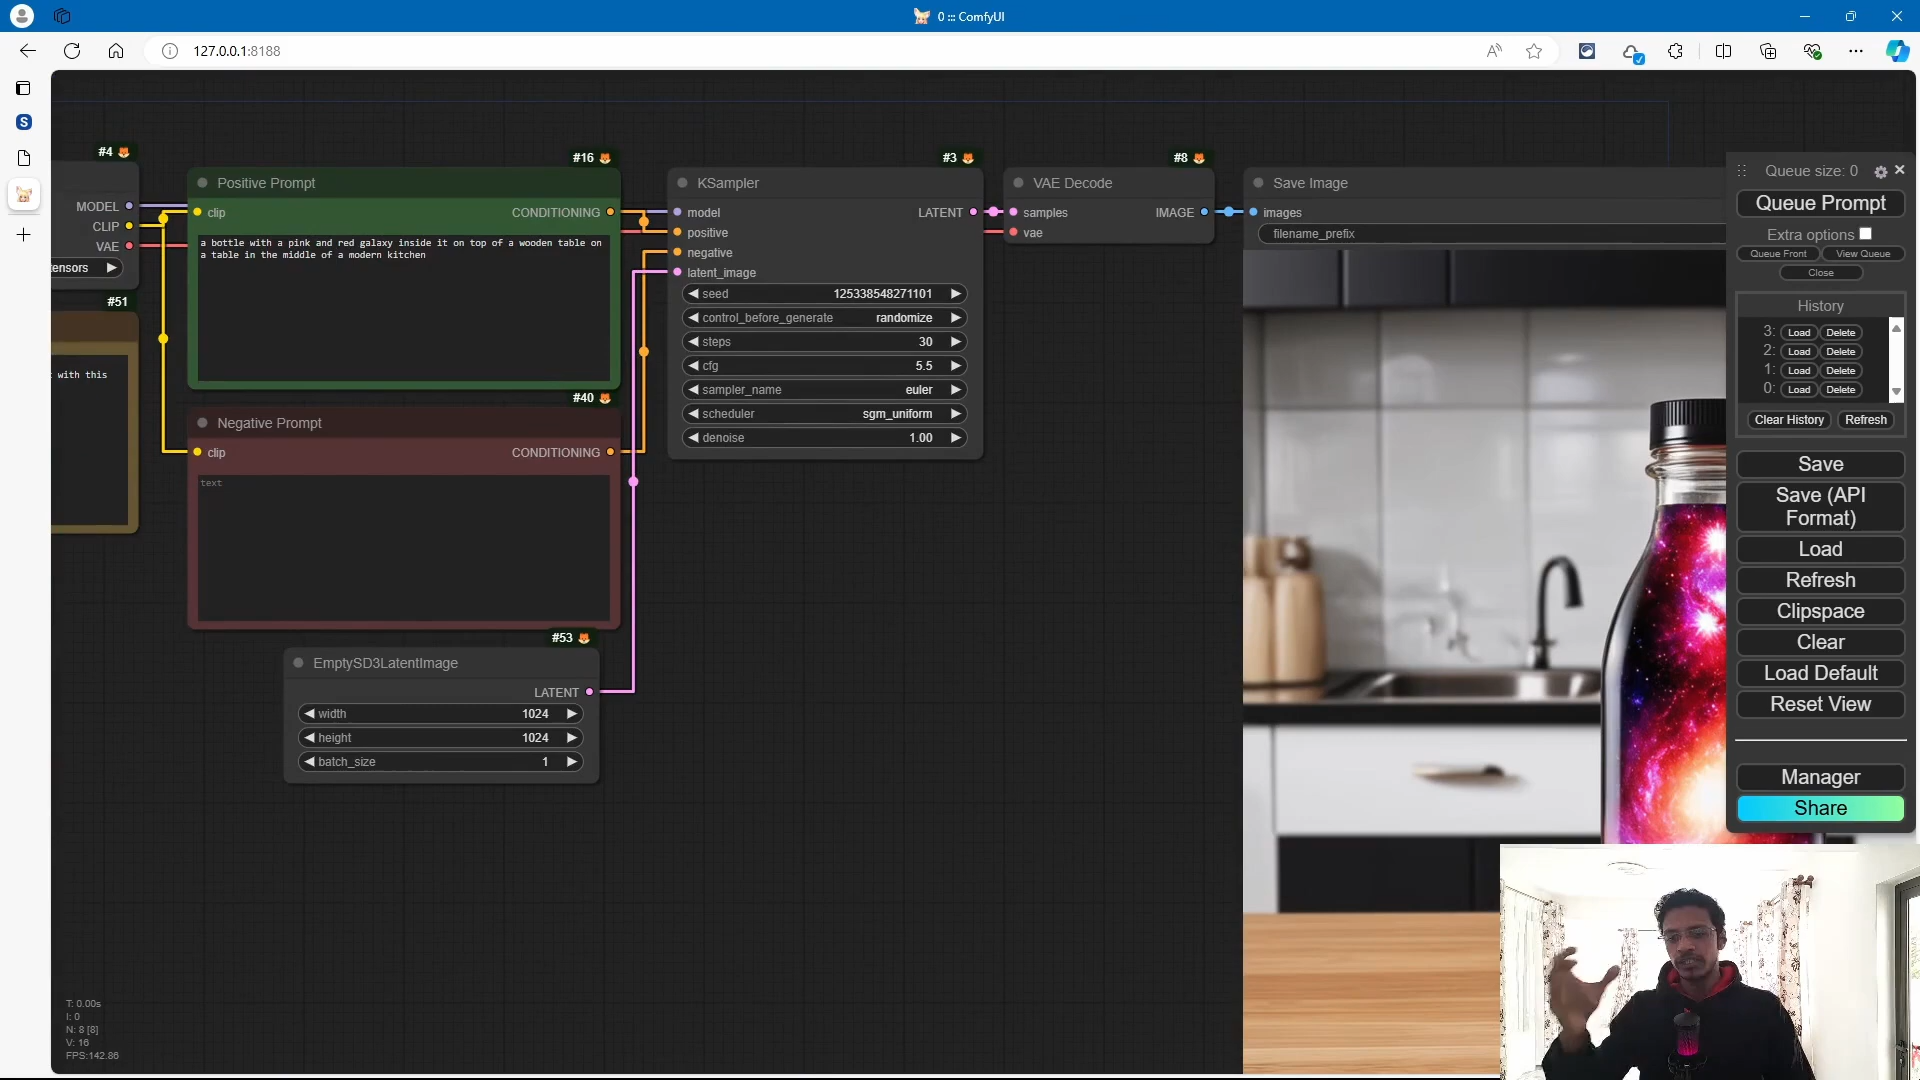 0 ::: ComfyUI
127.0.0.1:8188
#4
MODEL
CLIP
VAE
ensors
#51
with this
#16
Positive Prompt
clip CONDITIONING
a bottle with a pink and red galaxy inside it on top of a wooden table on
a table in the middle of a modern kitchen
#40
Negative Prompt
clip CONDITIONING
text
#53
EmptySD3LatentImage
LATENT
width 1024
height 1024
batch_size 1
#3
KSampler
model LATENT
positive
negative
latent_image
seed 125338548271101
control_before_generate randomize
steps 30
cfg 5.5
sampler_name euler
scheduler sgm_uniform
denoise 1.00
#8
VAE Decode
samples IMAGE
vae
Save Image
images
filename_prefix
Queue size: 0
Queue Prompt
Extra options
Queue Front View Queue
Close
History
3: Load Delete
2: Load Delete
1: Load Delete
0: Load Delete
Clear History Refresh
Save
Save (API
Format)
Load
Refresh
Clipspace
Clear
Load Default
Reset View
Manager
Share
T: 0.00s
I: 0
N: 8 [8]
V: 16
FPS:142.86